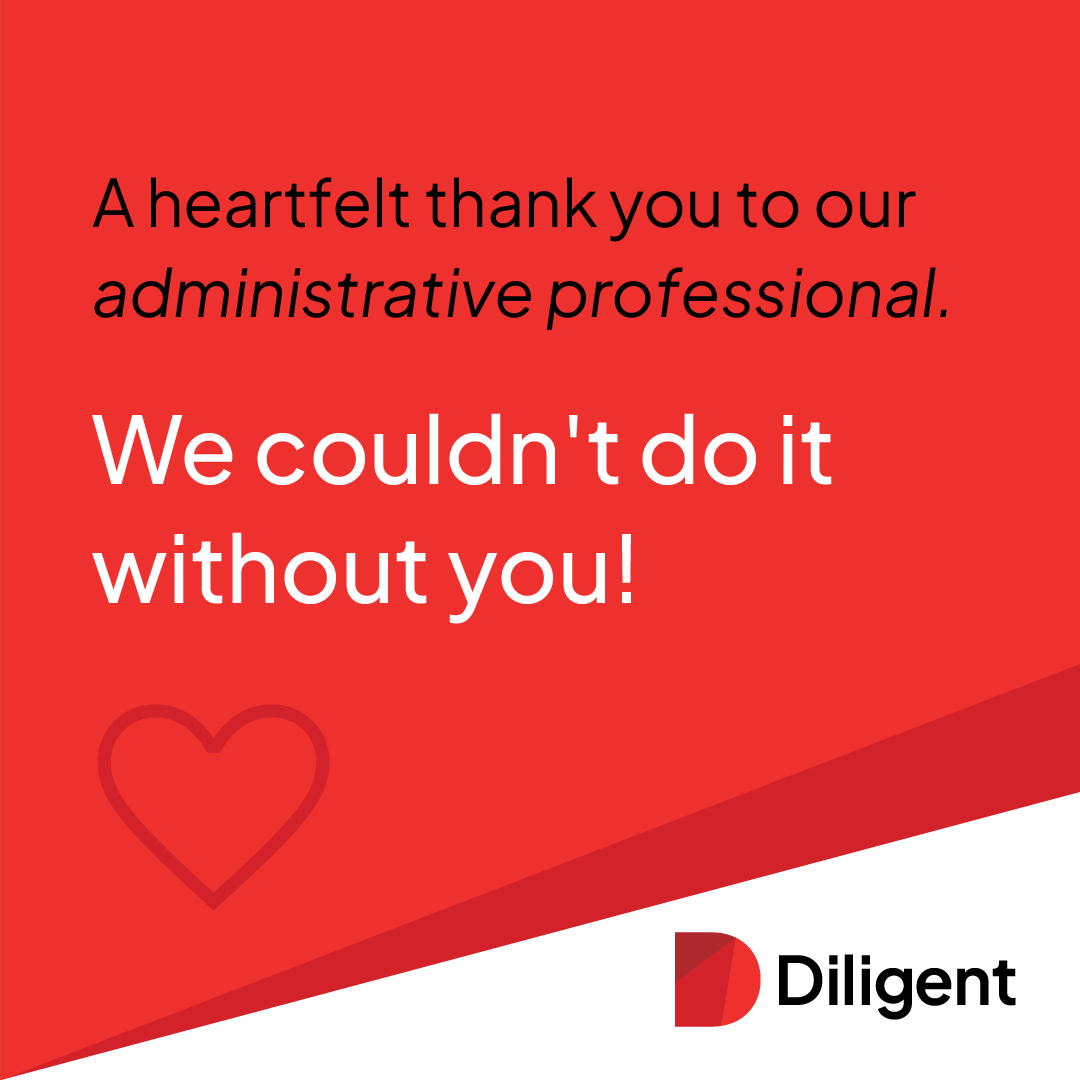 A heartfelt thank you to our
administrative professional.
We couldn't do it
without you!
Diligent